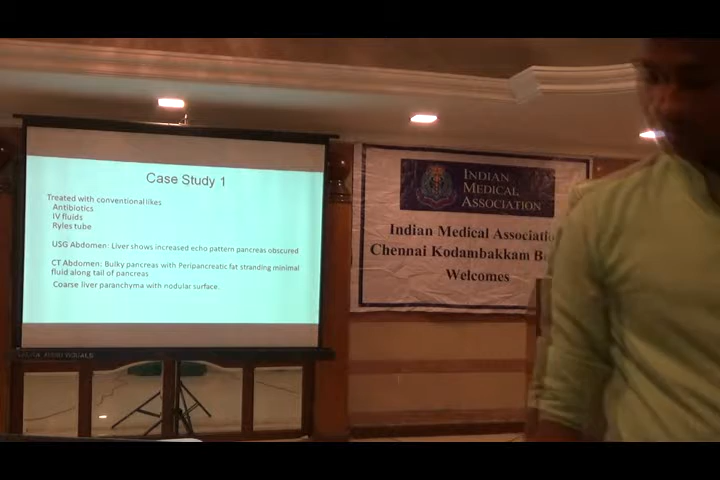 Case Study 1
Treated with conventional likes
Antibiotics
IV fluids
Ryles tube
USG Abdomen: Liver shows increased echo pattern pancreas obscured
CT Abdomen: Bulky pancreas with Peripancreatic fat stranding minimal
fluid along tail of pancreas
Coarse liver paranchyma with nodular surface.
INDIAN
MEDICAL
ASSOCIATION
Indian Medical Associatio
Chennai Kodambakkam B
Welcomes